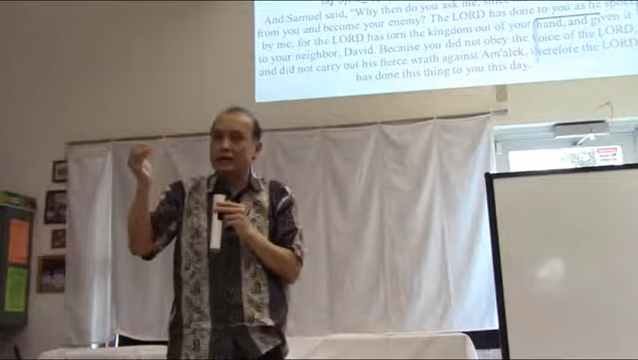 And Samuel said, "Why then do you ask me, since
from you and become your enemy? The LORD has done to you as he spoke
by me, for the LORD has torn the kingdom out of your hand, and given it
to your neighbor, David. Because you did not obey the voice of the LORD,
and did not carry out his fierce wrath against Am'alek, therefore the LORD
has done this thing to you this day.